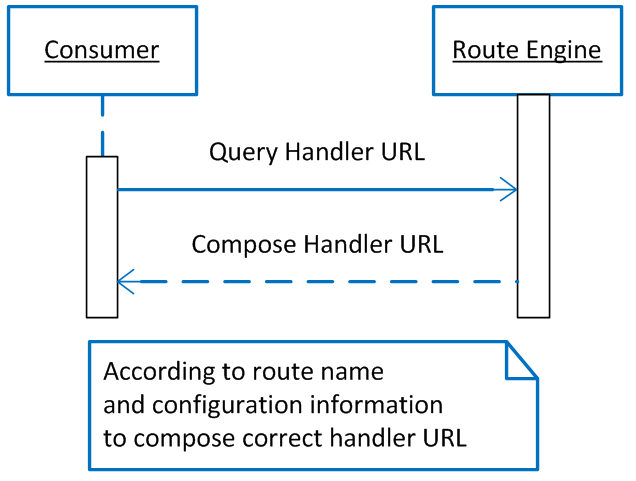 Consumer
Route Engine
Query Handler URL
Compose Handler URL
According to route name
and configuration information
to compose correct handler URL